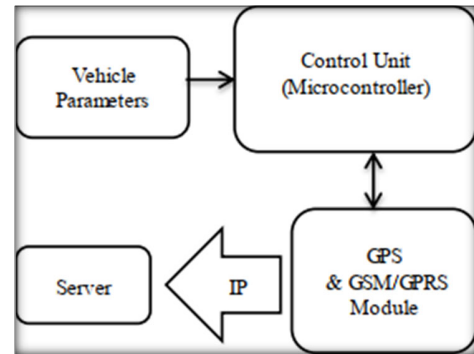 Vehicle
Parameters
Control Unit
(Microcontroller)
Server
IP
GPS
& GSM/GPRS
Module